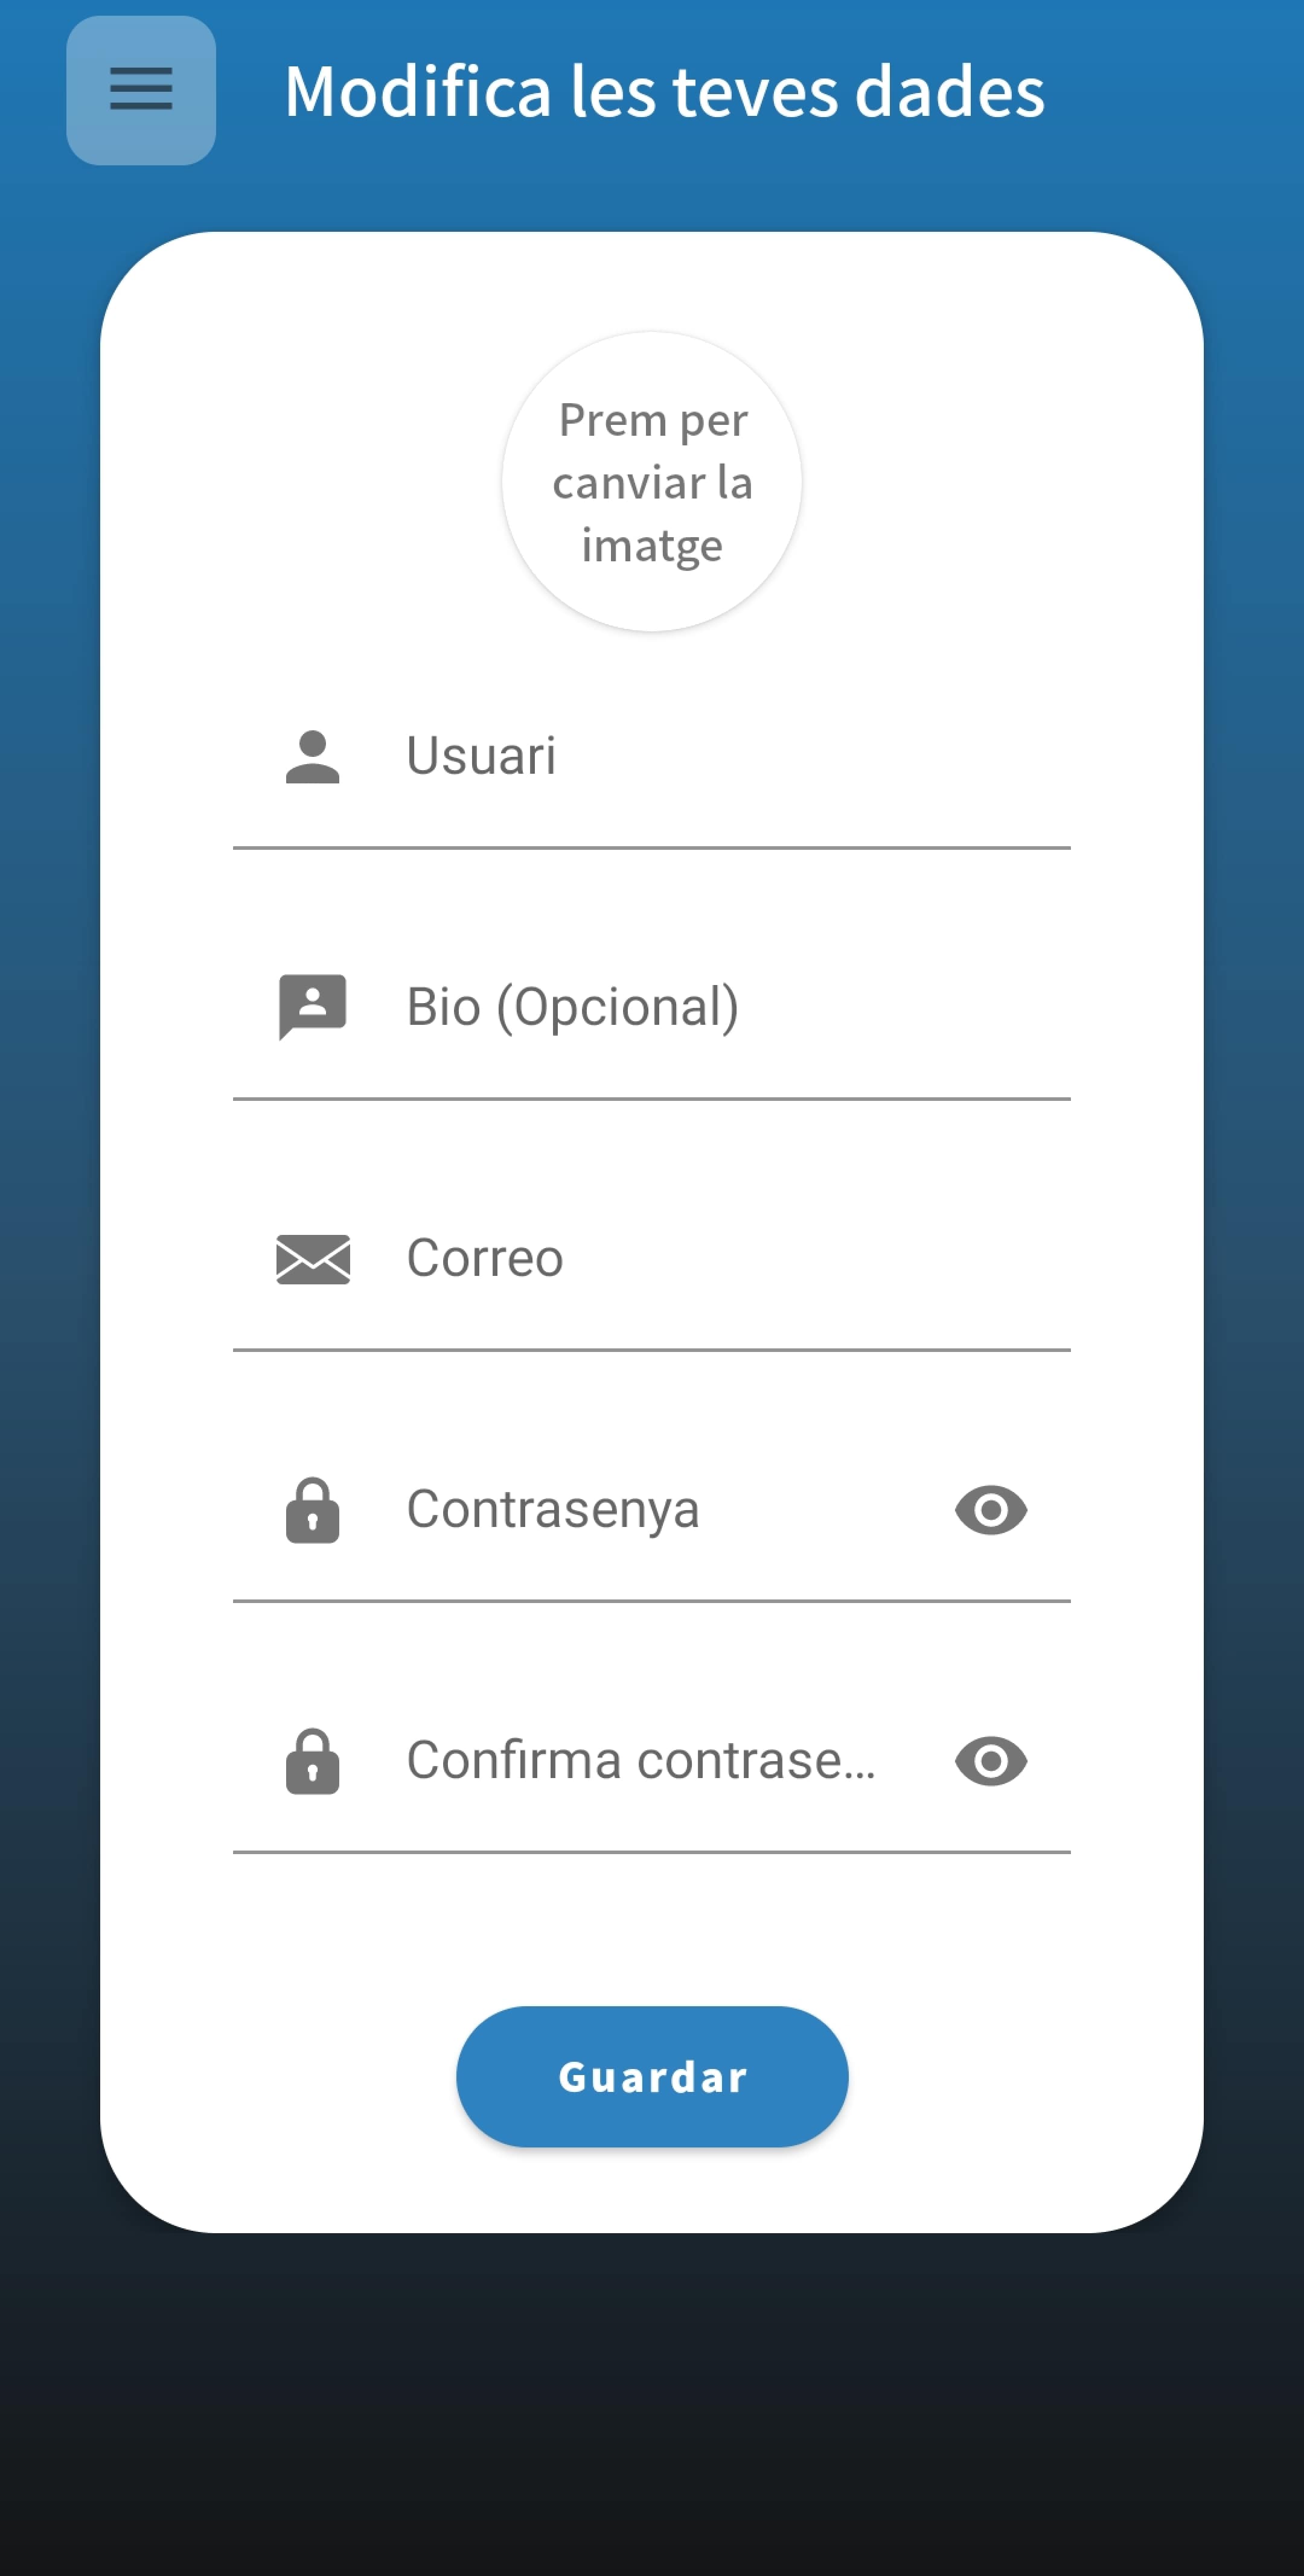 Modifica les teves dades
Prem per
canviar la
imatge
Usuari
Bio (Opcional)
Correo
Contrasenya
Confirma contrase...
Guardar